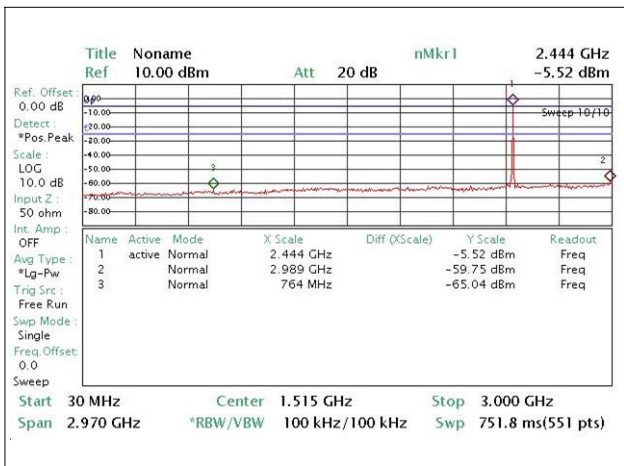 Title Noname nMkr1 2.444 GHz
Ref 10.00 dBm Att 20 dB -5.52 dBm
Ref. Offset :
0.00 dB
Detect :
*Pos.Peak
Scale :
LOG
10.0 dB
Input Z :
50 ohm
Int. Amp :
OFF
Avg Type :
*Lg-Pw
Trig Src :
Free Run
Swp Mode :
Single
Freq.Offset:
0.0
Sweep
1
0.00
Sweep 10/10
-10.00
-20.00
-30.00
-40.00
-50.00
2
3
-60.00
-70.00
-80.00
Name Active Mode X Scale Diff (XScale) Y Scale Readout
1 active Normal 2.444 GHz -5.52 dBm Freq
2 Normal 2.989 GHz -59.75 dBm Freq
3 Normal 764 MHz -65.04 dBm Freq
Start 30 MHz Center 1.515 GHz Stop 3.000 GHz
Span 2.970 GHz *RBW/VBW 100 kHz/100 kHz Swp 751.8 ms(551 pts)